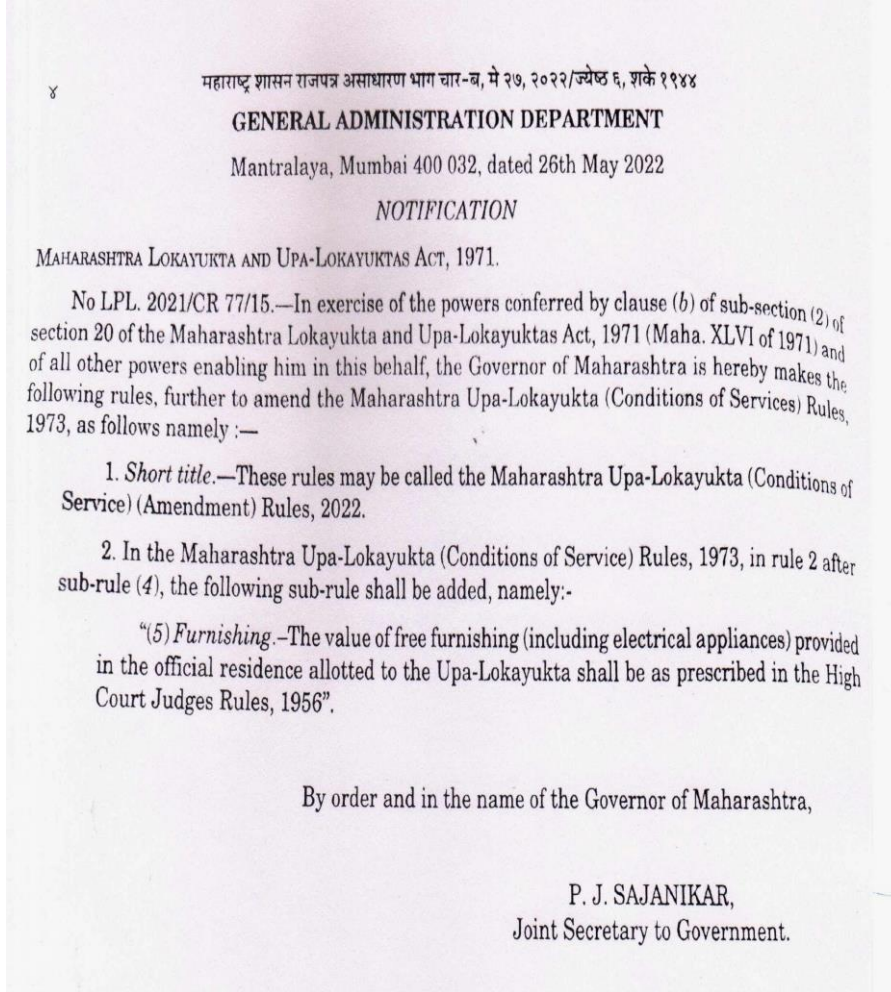 महाराष्ट्र शासन राजपत्र असाधारण भाग चार-ब, मे २७, २०२२/ज्येष्ठ ६, शके १९४४
४
GENERAL ADMINISTRATION DEPARTMENT
Mantralaya, Mumbai 400 032, dated 26th May 2022
NOTIFICATION
MAHARASHTRA LOKAYUKTA AND UPA-LOKAYUKTAS ACT, 1971.
No LPL. 2021/CR 77/15.—In exercise of the powers conferred by clause (b) of sub-section (2) of
section 20 of the Maharashtra Lokayukta and Upa-Lokayuktas Act, 1971 (Maha. XLVI of 1971) and
of all other powers enabling him in this behalf, the Governor of Maharashtra is hereby makes the
following rules, further to amend the Maharashtra Upa-Lokayukta (Conditions of Services) Rules,
1973, as follows namely :—
1. Short title.—These rules may be called the Maharashtra Upa-Lokayukta (Conditions of
Service) (Amendment) Rules, 2022.
2. In the Maharashtra Upa-Lokayukta (Conditions of Service) Rules, 1973, in rule 2 after
sub-rule (4), the following sub-rule shall be added, namely:-
“(5) Furnishing.–The value of free furnishing (including electrical appliances) provided
in the official residence allotted to the Upa-Lokayukta shall be as prescribed in the High
Court Judges Rules, 1956”.
By order and in the name of the Governor of Maharashtra,
P. J. SAJANIKAR,
Joint Secretary to Government.